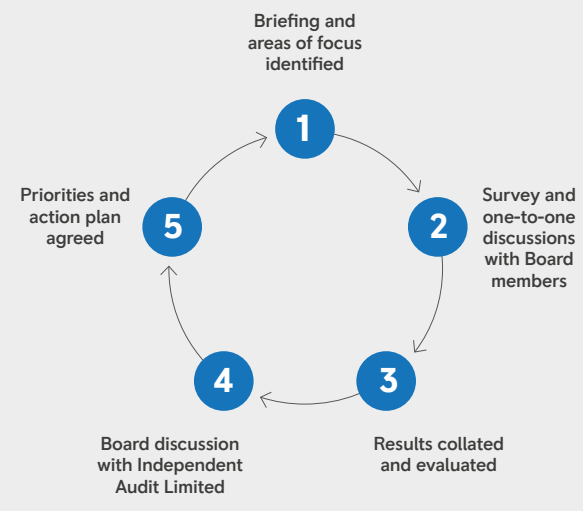 Briefing and
areas of focus
identified
1
Survey and
one-to-one
discussions
with Board
members
2
Results collated
and evaluated
3
Board discussion
with Independent
Audit Limited
4
Priorities and
action plan
agreed
5